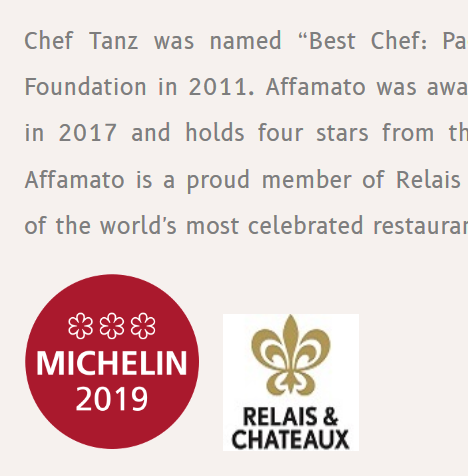 Chef Tanz was named “Best Chef: Pa
Foundation in 2011. Affamato was awa
in 2017 and holds four stars from th
Affamato is a proud member of Relais
of the world's most celebrated restauran
MICHELIN
2019
RELAIS &
CHATEAUX